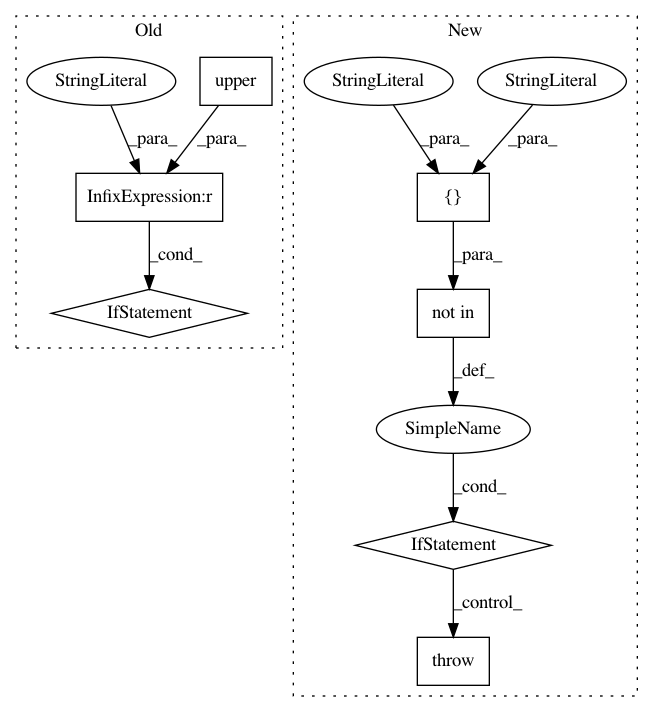 Old
New
StringLiteral
upper
StringLiteral
StringLiteral
_para_
_para_
_para_
_para_
InfixExpression:r
{}
_cond_
_para_
IfStatement
not in
_def_
SimpleName
_cond_
IfStatement
_control_
throw